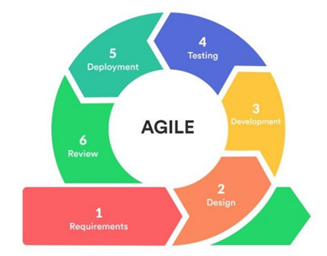 AGILE
1
Requirements
2
Design
3
Development
4
Testing
5
Deployment
6
Review